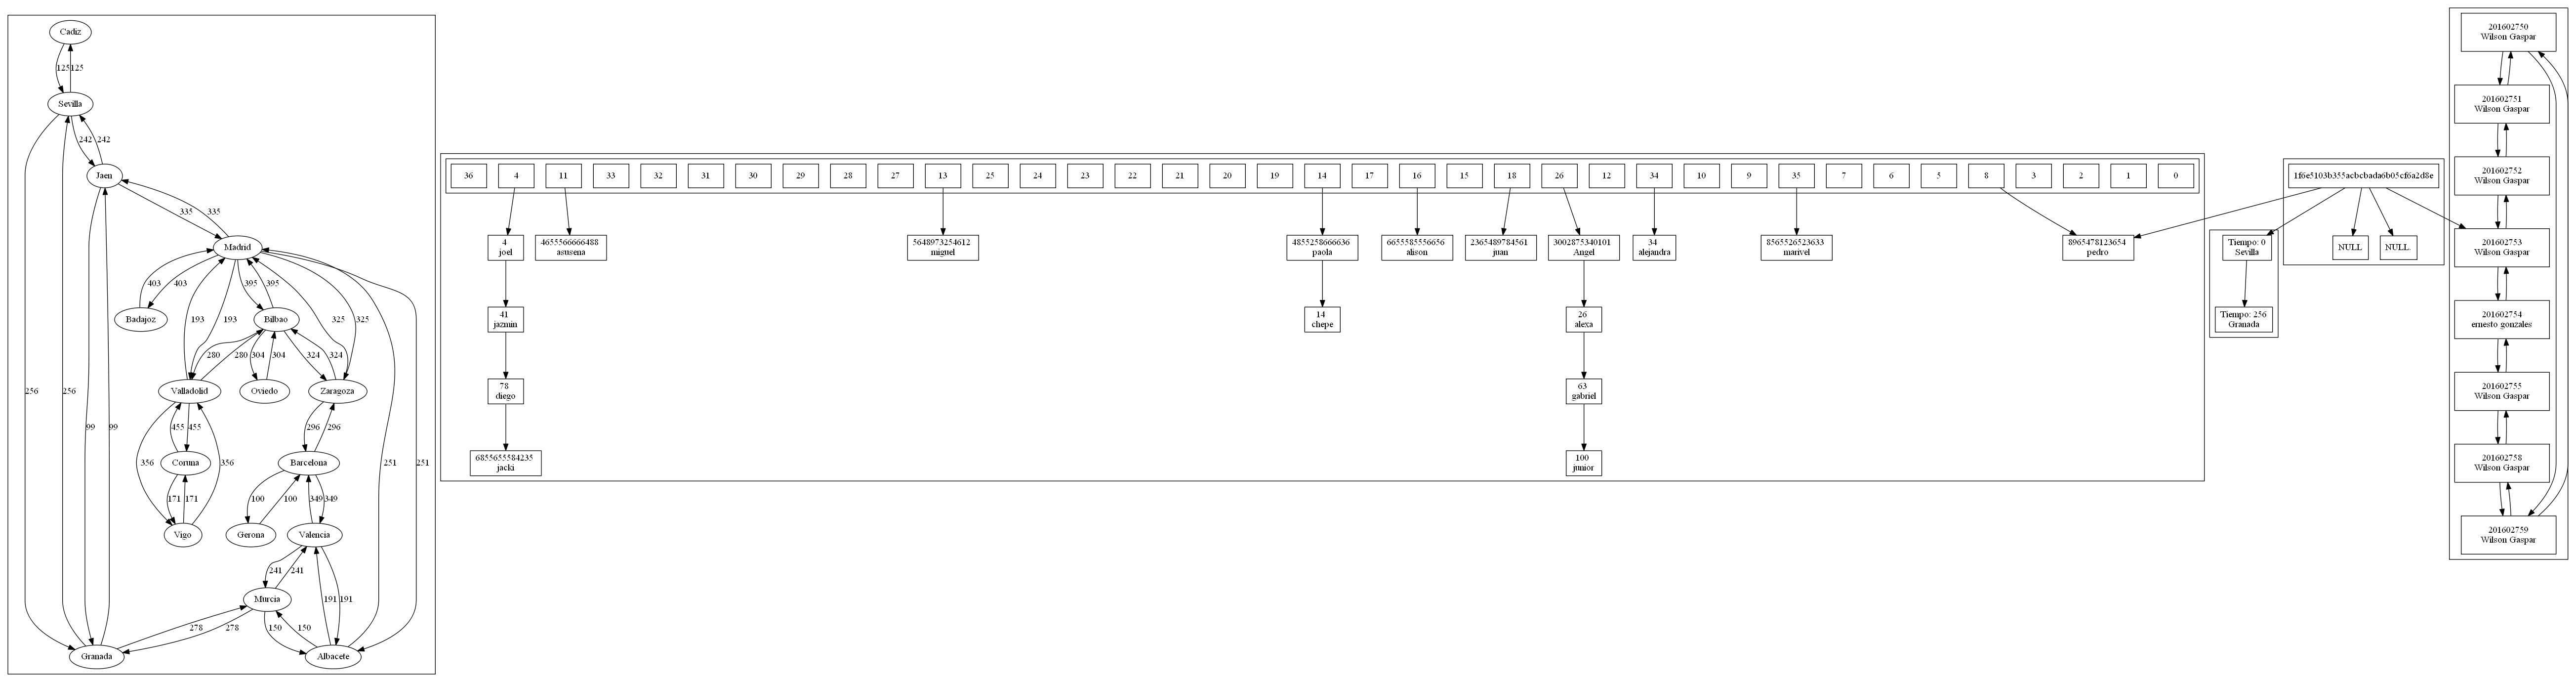 Cadiz
125
125
Sevilla
242
242
Jaen
335
335
Madrid
403
403
193
193
395
395
325
325
Badajoz
Bilbao
280
280
304
304
324
324
256
256
99
99
Valladolid
Oviedo
Zaragoza
455
455
296
296
251
251
356
356
Coruna
Barcelona
171
171
100
100
349
349
Vigo
Gerona
Valencia
241
241
191
191
Murcia
278
278
150
150
Granada
Albacete
36
4
11
33
32
31
30
29
28
27
13
25
24
23
22
21
20
19
14
17
16
15
18
26
12
34
10
9
35
7
6
5
8
3
2
1
0
4
joel
4655566666488
asusena
5648973254612
miguel
4855258666636
paola
6655585556656
alison
2365489784561
juan
3002875340101
Angel
34
alejandra
8565526523633
marivel
8965478123654
pedro
41
jazmin
14
chepe
26
alexa
78
diego
63
gabriel
6855655584235
jacki
100
junior
1f6e5103b355acbcbada6b05cf6a2d8e
Tiempo: 0
Sevilla
NULL
NULL.
Tiempo: 256
Granada
201602750
Wilson Gaspar
201602751
Wilson Gaspar
201602752
Wilson Gaspar
201602753
Wilson Gaspar
201602754
ernesto gonzales
201602755
Wilson Gaspar
201602758
Wilson Gaspar
201602759
Wilson Gaspar